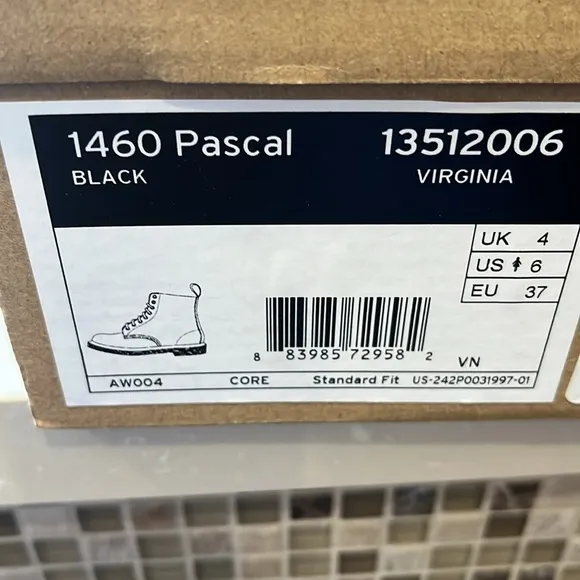 1460 Pascal 13512006
BLACK VIRGINIA
UK 4
US 6
EU 37
8 83985 72958 2
VN
AW004 CORE Standard Fit US-242P0031997-01